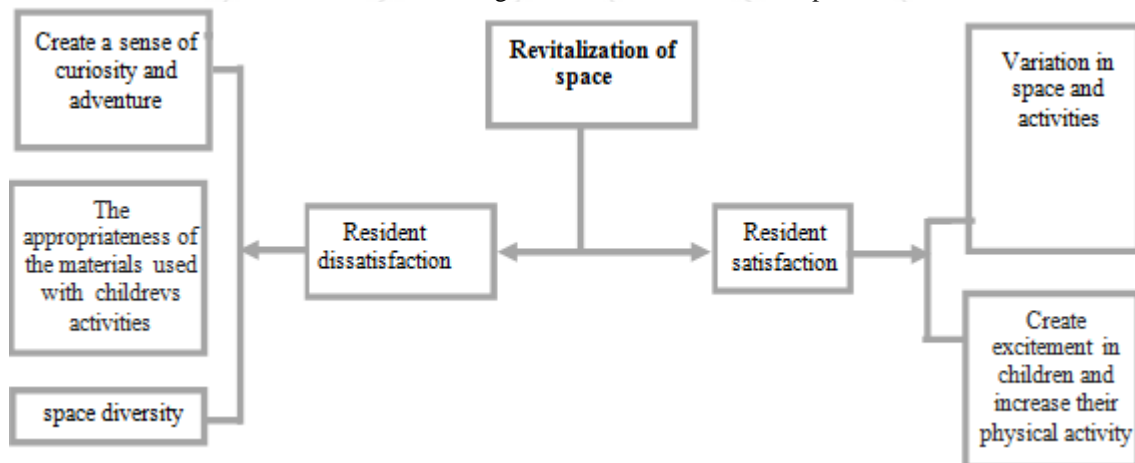 Create a sense of
curiosity and
adventure
Revitalization of
space
Variation in
space and
activities
The
appropriateness of
the materials used
with childrevs
activities
Resident
dissatisfaction
Resident
satisfaction
space diversity
Create
excitement in
children and
increase their
physical activity